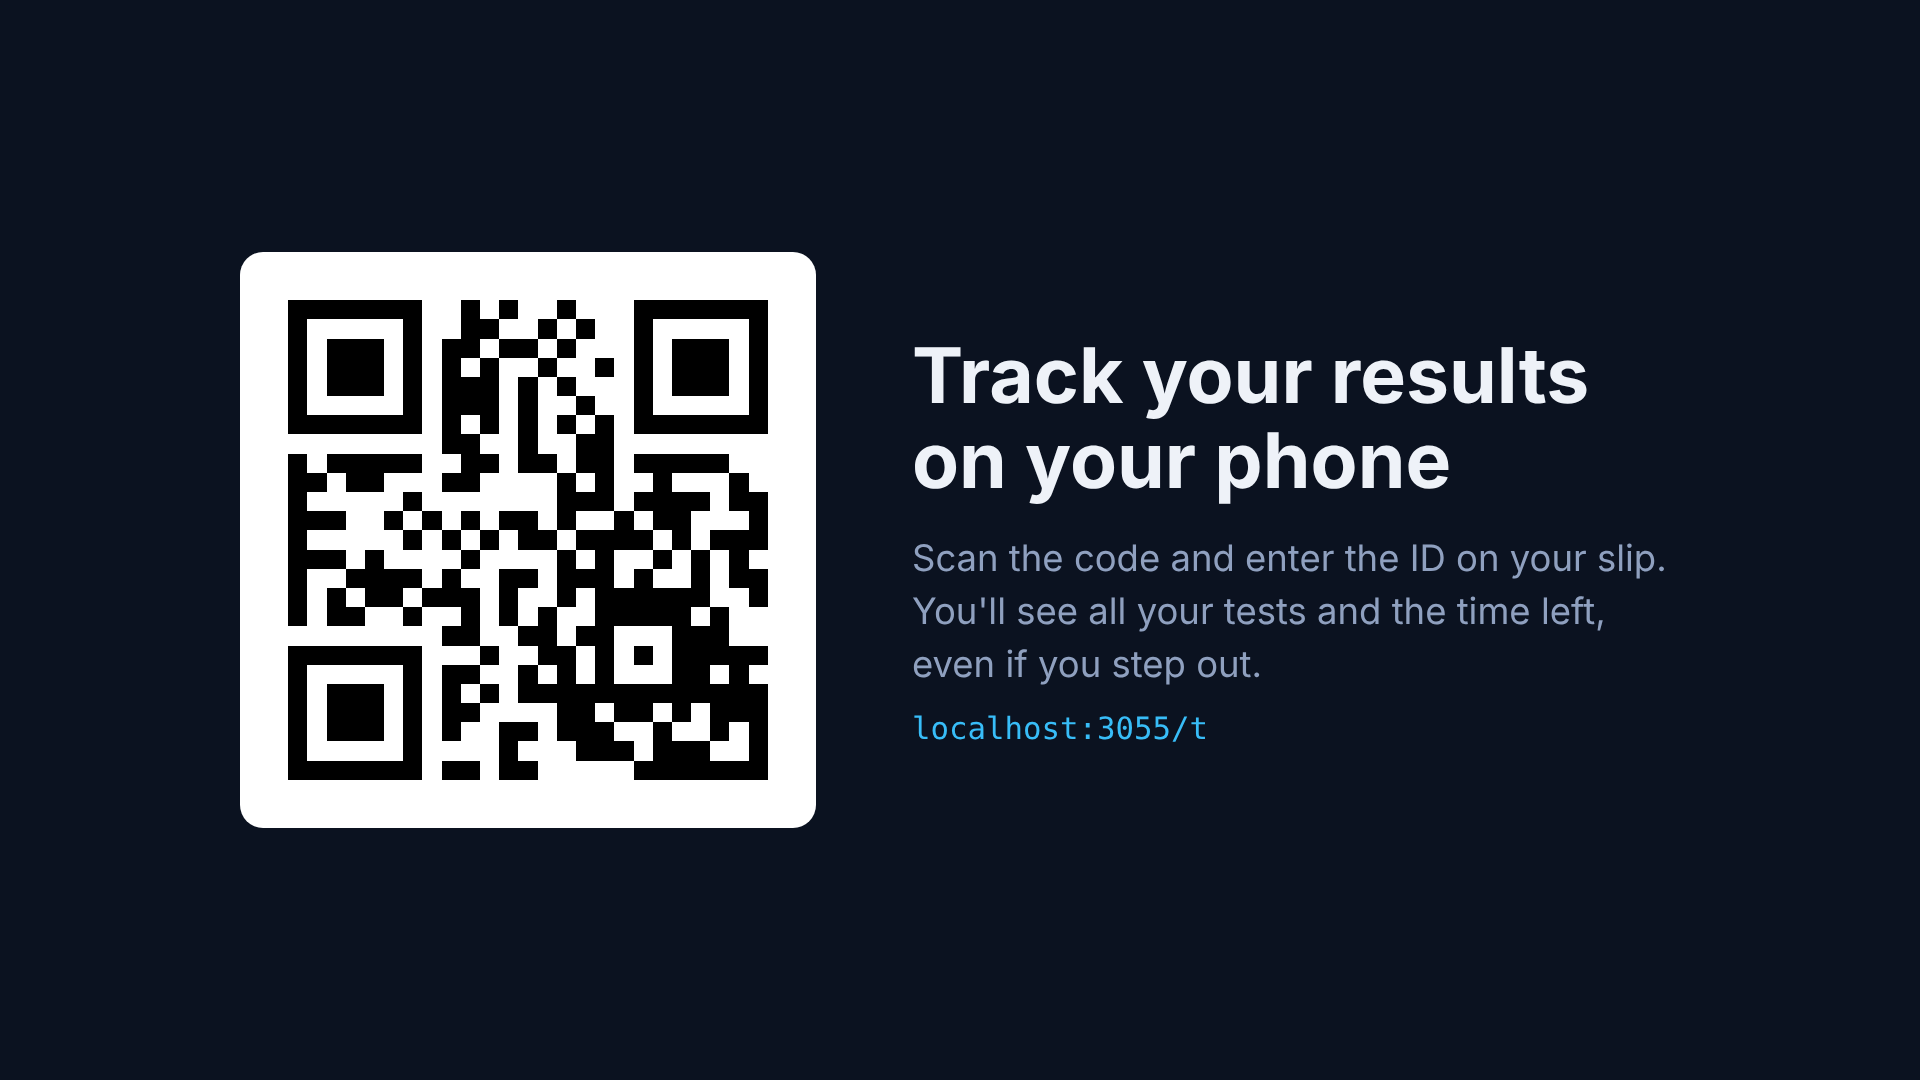 Track your results
on your phone
Scan the code and enter the ID on your slip.
You'll see all your tests and the time left,
even if you step out.
localhost:3055/t